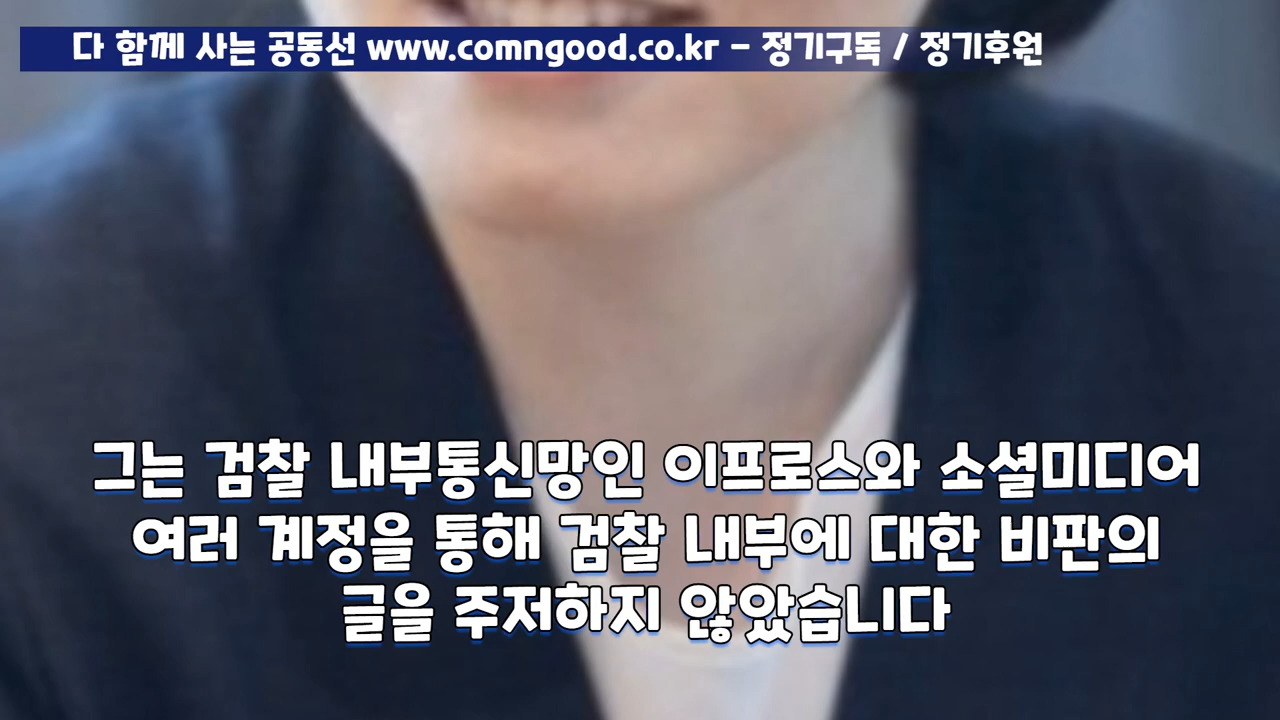 다 함께 사는 공동선 www.comngood.co.kr - 정기구독 / 정기후원
그는 검찰 내부통신망인 이프로스와 소셜미디어
여러 계정을 통해 검찰 내부에 대한 비판의
글을 주저하지 않았습니다